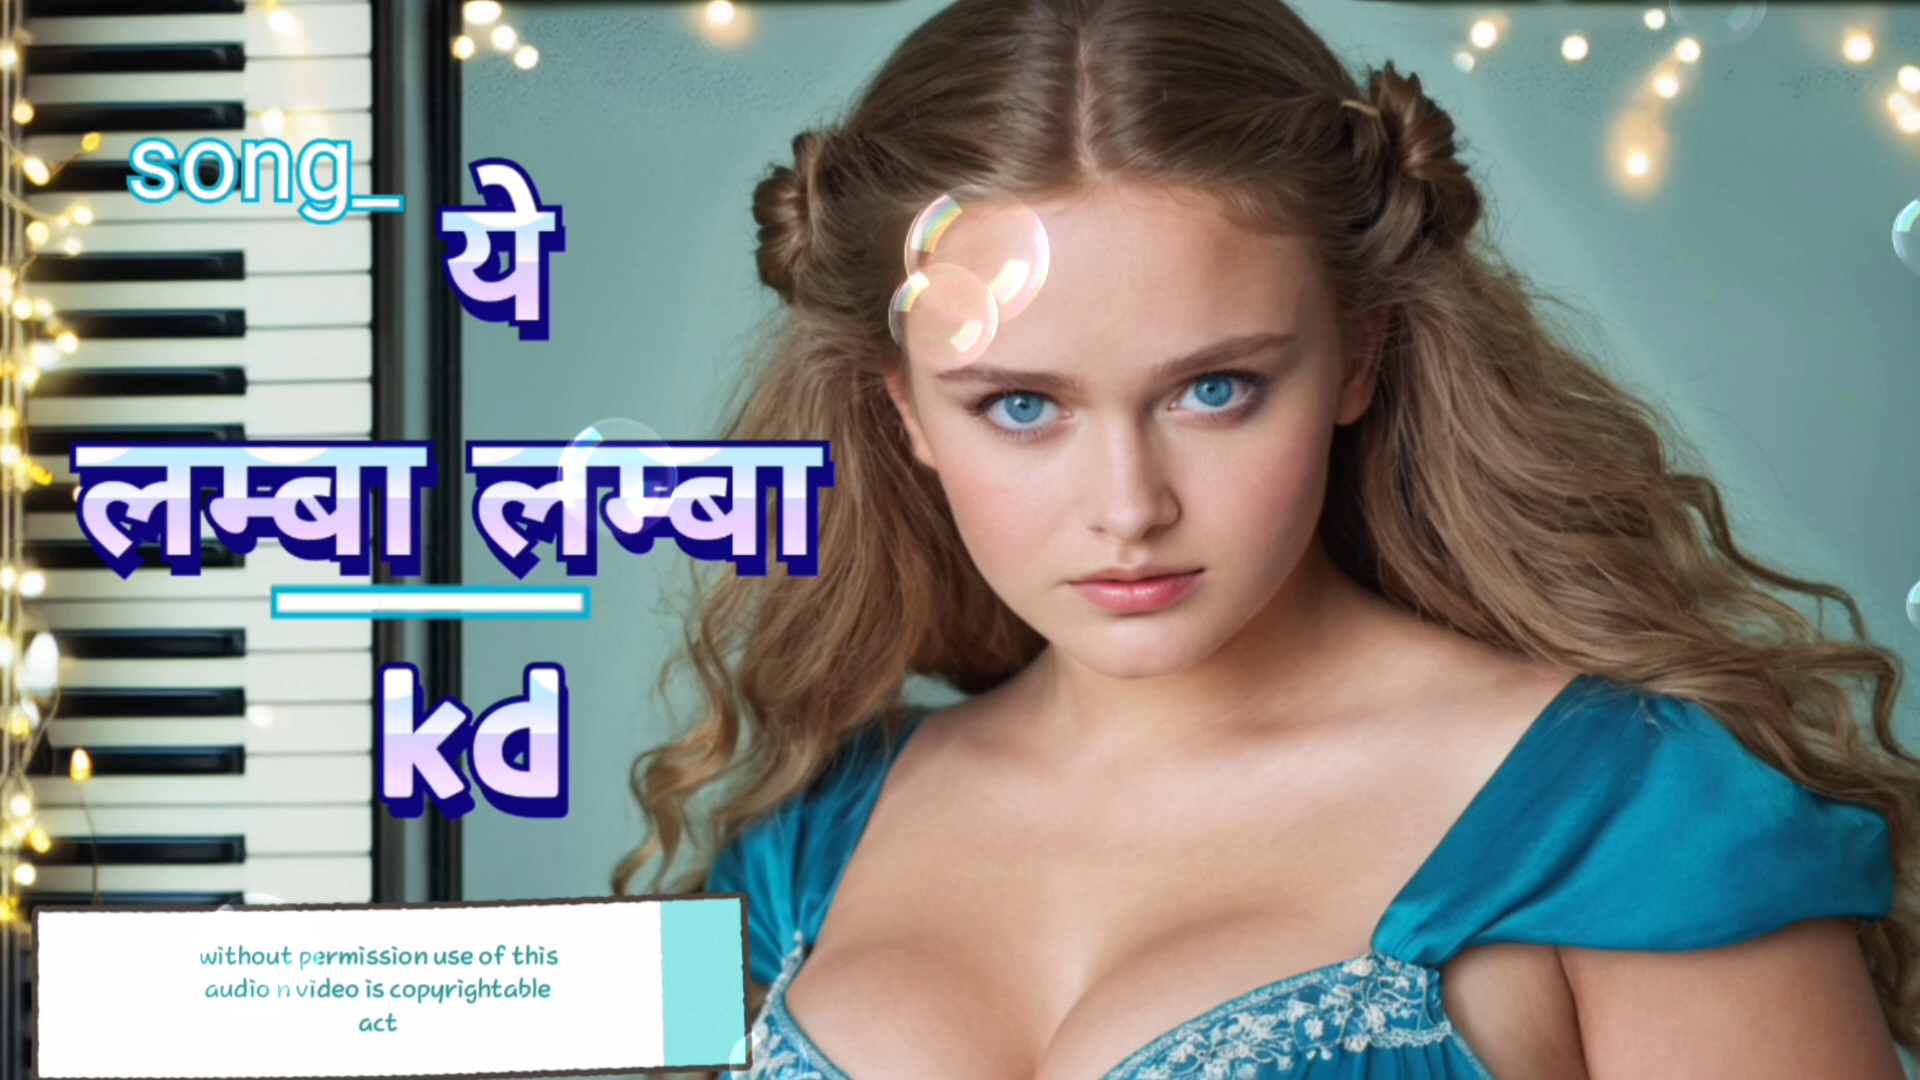 song_
ये
लम्बा लम्बा
kd
without permission use of this
audio n video is copyrightable
act